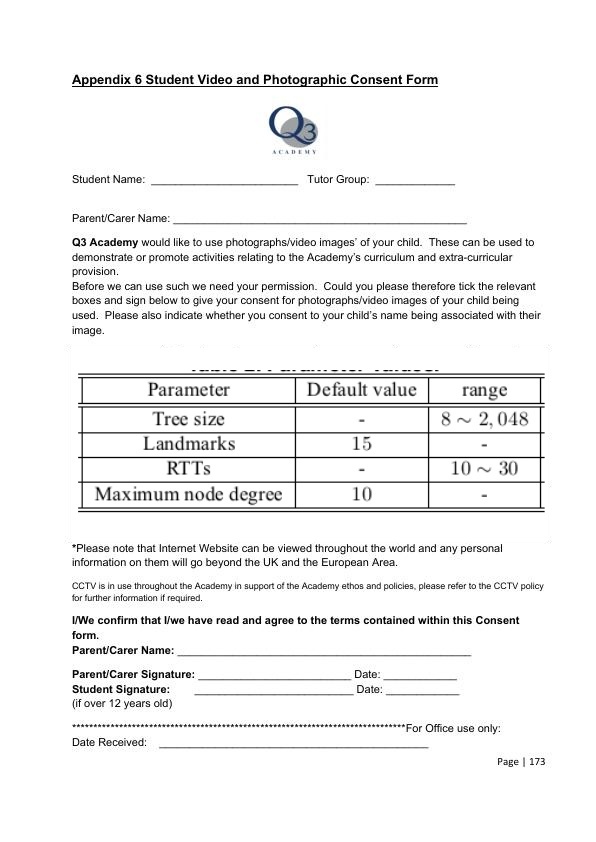 Appendix 6 Student Video and Photographic Consent Form
Q3
ACADEMY
Student Name: _________________________ Tutor Group: _____________
Parent/Carer Name: __________________________________________________
Q3 Academy would like to use photographs/video images’ of your child. These can be used to
demonstrate or promote activities relating to the Academy’s curriculum and extra-curricular
provision.
Before we can use such we need your permission. Could you please therefore tick the relevant
boxes and sign below to give your consent for photographs/video images of your child being
used. Please also indicate whether you consent to your child’s name being associated with their
image.
Parameter Default value range
Tree size - 8 ~ 2,048
Landmarks 15 -
RTTs - 10 ~ 30
Maximum node degree 10 -
*Please note that Internet Website can be viewed throughout the world and any personal
information on them will go beyond the UK and the European Area.
CCTV is in use throughout the Academy in support of the Academy ethos and policies, please refer to the CCTV policy
for further information if required.
I/We confirm that I/we have read and agree to the terms contained within this Consent
form.
Parent/Carer Name: __________________________________________________
Parent/Carer Signature: __________________________ Date: ____________
Student Signature: ___________________________ Date: ____________
(if over 12 years old)
******************************************************************************For Office use only:
Date Received: ______________________________________________
Page | 173